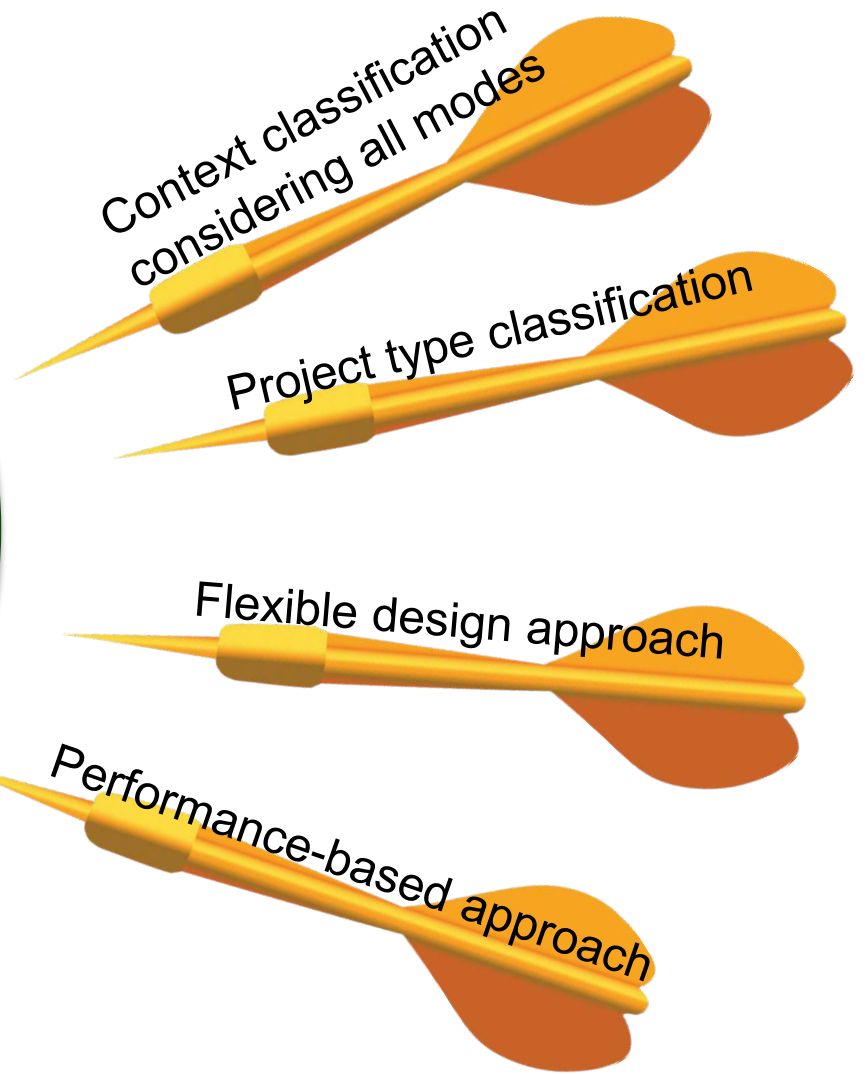 Context classification
considering all modes
Project type classification
Flexible design approach
Performance-based approach